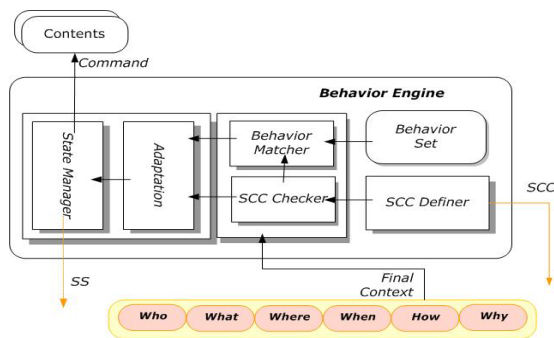 Contents
Command
Behavior Engine
State Manager
Adaptation
Behavior
Matcher
Behavior
Set
SCC Checker
SCC Definer
SCC
SS
Final
Context
Who What Where When How Why